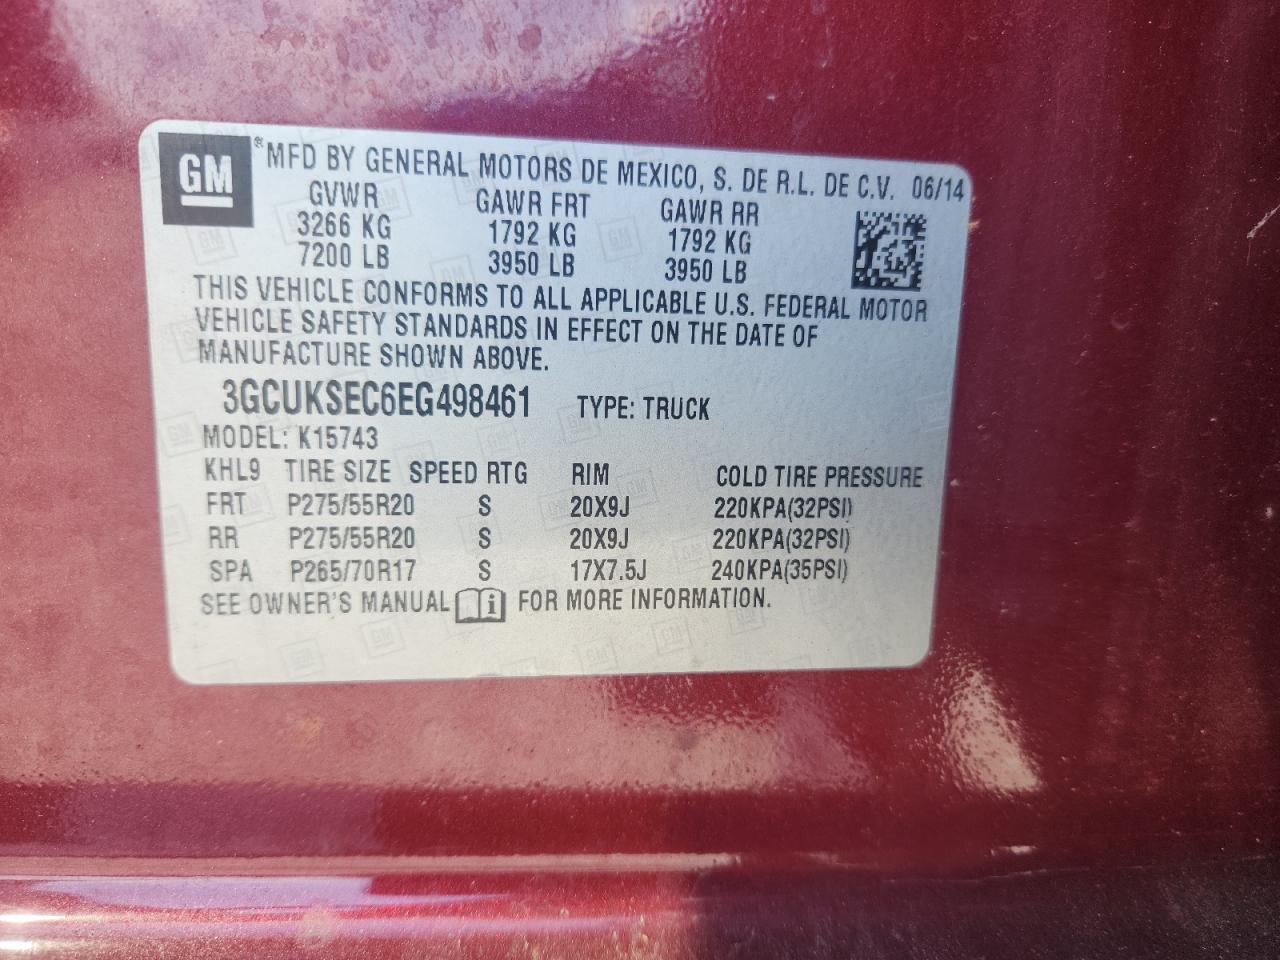 GM ® MFD BY GENERAL MOTORS DE MEXICO, S. DE R.L. DE C.V. 06/14
GVWR GAWR FRT GAWR RR
3266 KG 1792 KG 1792 KG
7200 LB 3950 LB 3950 LB
THIS VEHICLE CONFORMS TO ALL APPLICABLE U.S. FEDERAL MOTOR
VEHICLE SAFETY STANDARDS IN EFFECT ON THE DATE OF
MANUFACTURE SHOWN ABOVE.
3GCUKSEC6EG498461 TYPE: TRUCK
MODEL: K15743
KHL9 TIRE SIZE SPEED RTG RIM COLD TIRE PRESSURE
FRT P275/55R20 S 20X9J 220KPA(32PSI)
RR P275/55R20 S 20X9J 220KPA(32PSI)
SPA P265/70R17 S 17X7.5J 240KPA(35PSI)
SEE OWNER'S MANUAL i FOR MORE INFORMATION.